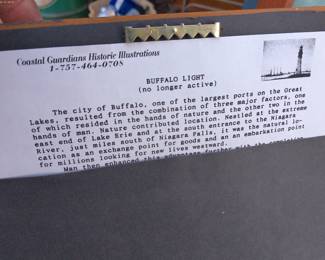 Coastal Guardians Historic Illustrations
1-757-464-0708
BUFFALO LIGHT
(no longer active)
The city of Buffalo, one of the largest ports on the Great
Lakes, resulted from the combination of three major factors, one
of which resided in the hands of nature and the other two in the
hands of man. Nature contributed location. Nestled at the extreme
east end of Lake Erie and at the south entrance to the Niagara
River, just miles south of Niagara Falls, it was the natural lo-
cation as an exchange point for goods and an embarkation point
for millions looking for new lives westward.
Man then enhanced this